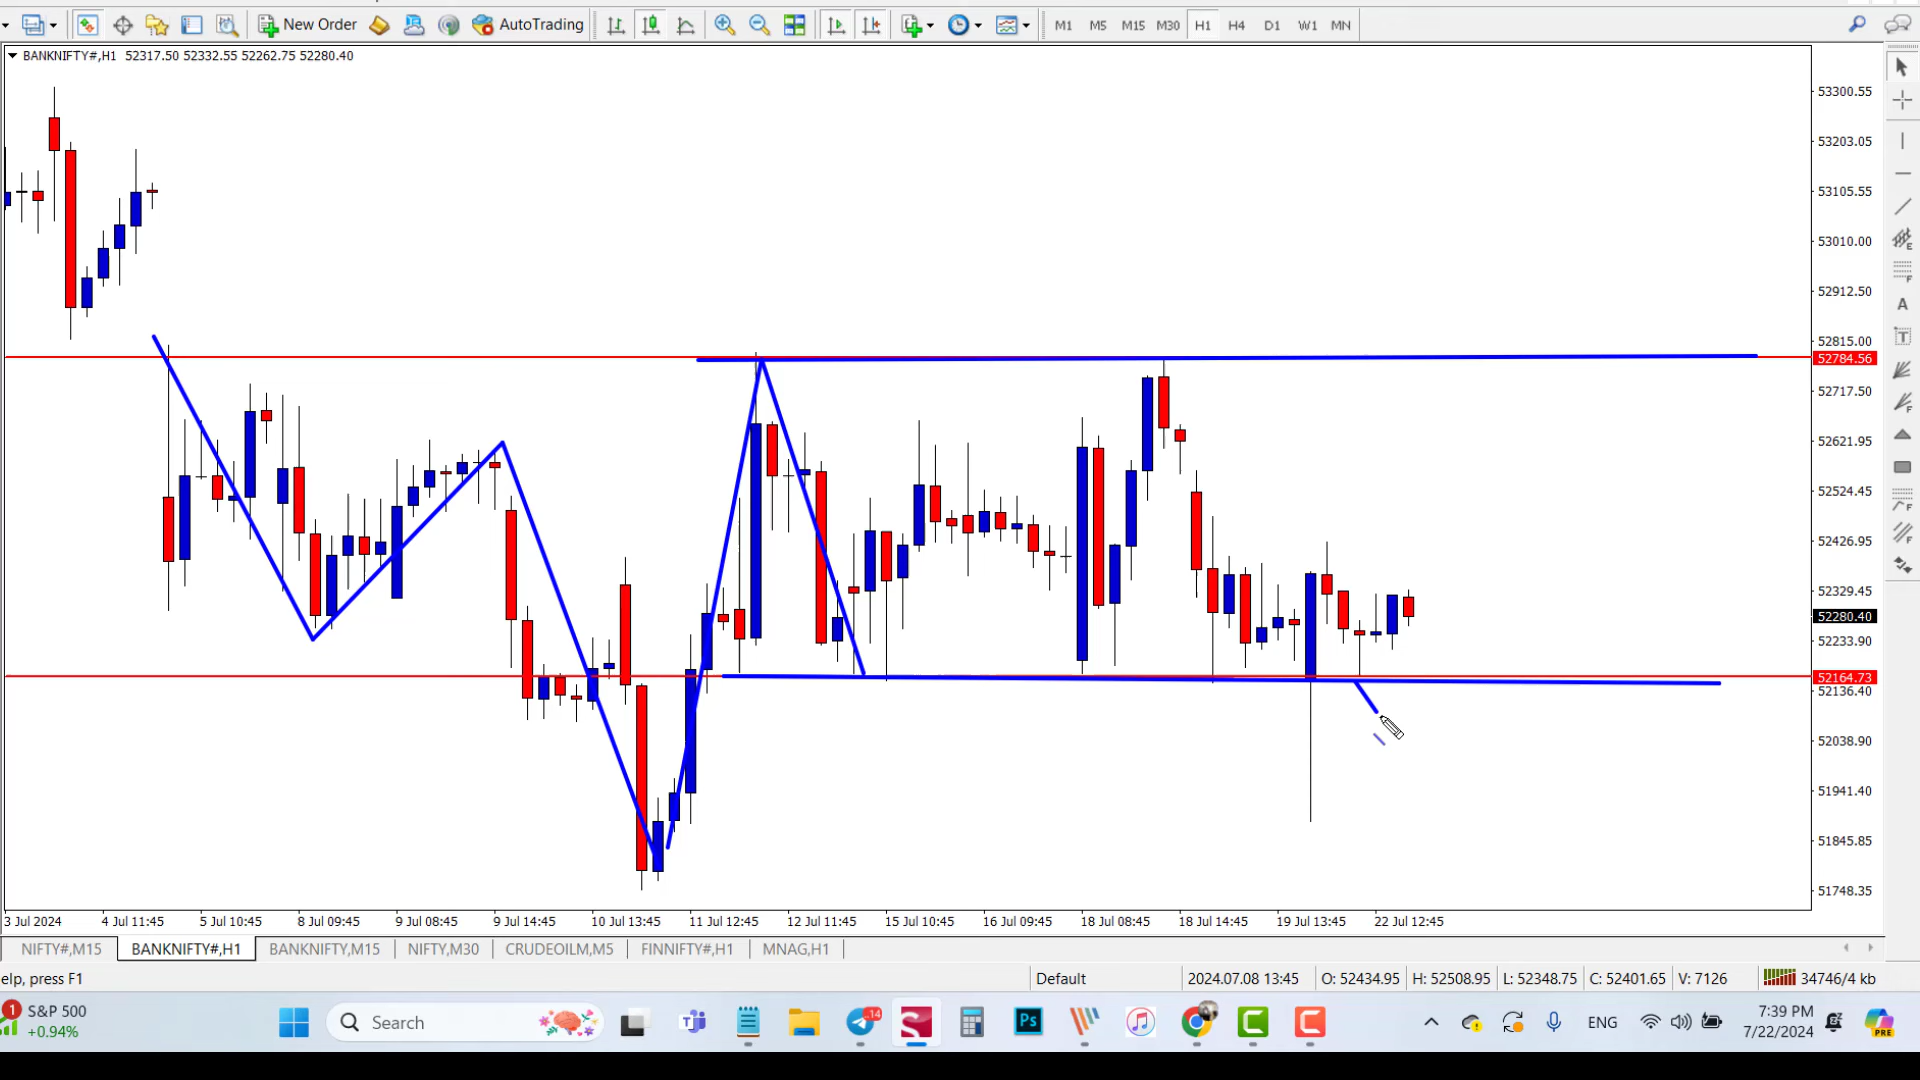 New Order
AutoTrading
M1 M5 M15 M30 H1 H4 D1 W1 MN
BANKNIFTY#,H1 52317.50 52332.55 52262.75 52280.40
53300.55
53203.05
53105.55
53010.00
52912.50
52815.00
52784.56
52717.50
52621.95
52524.45
52426.95
52329.45
52280.40
52233.90
52164.73
52136.40
52038.90
51941.40
51845.85
51748.35
E
F
A
T
F
F
F
F
3 Jul 2024 4 Jul 11:45 5 Jul 10:45 8 Jul 09:45 9 Jul 08:45 9 Jul 14:45 10 Jul 13:45 11 Jul 12:45 12 Jul 11:45 15 Jul 10:45 16 Jul 09:45 18 Jul 08:45 18 Jul 14:45 19 Jul 13:45 22 Jul 12:45
NIFTY#,M15 BANKNIFTY#,H1 BANKNIFTY,M15 NIFTY,M30 CRUDEOILM,M5 FINNIFTY#,H1 MNAG,H1
elp, press F1 Default 2024.07.08 13:45 O: 52434.95 H: 52508.95 L: 52348.75 C: 52401.65 V: 7126 34746/4 kb
1
S&P 500
+0.94%
Search
14
Ps
ENG
7:39 PM
7/22/2024
PRE